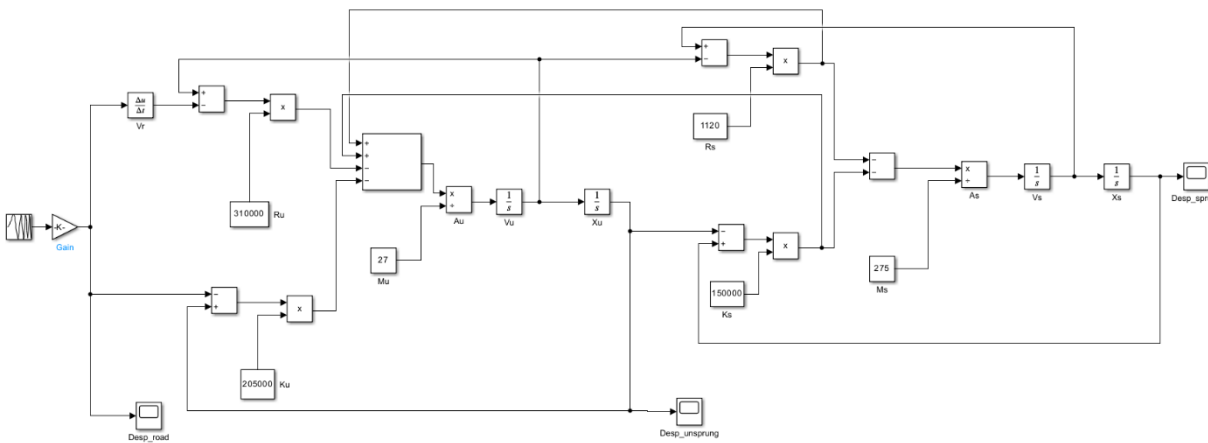 +
−
x
1120
Rs
Δu
Δt
Vr
+
−
x
310000
Ru
+
+
−
−
x
÷
Au
1
s
Vu
1
s
Xu
27
Mu
−
−
x
÷
As
1
s
Vs
1
s
Xs
Desp_spru
275
Ms
-K-
Gain
−
+
x
150000
Ks
−
+
x
205000
Ku
Desp_road
Desp_unsprung